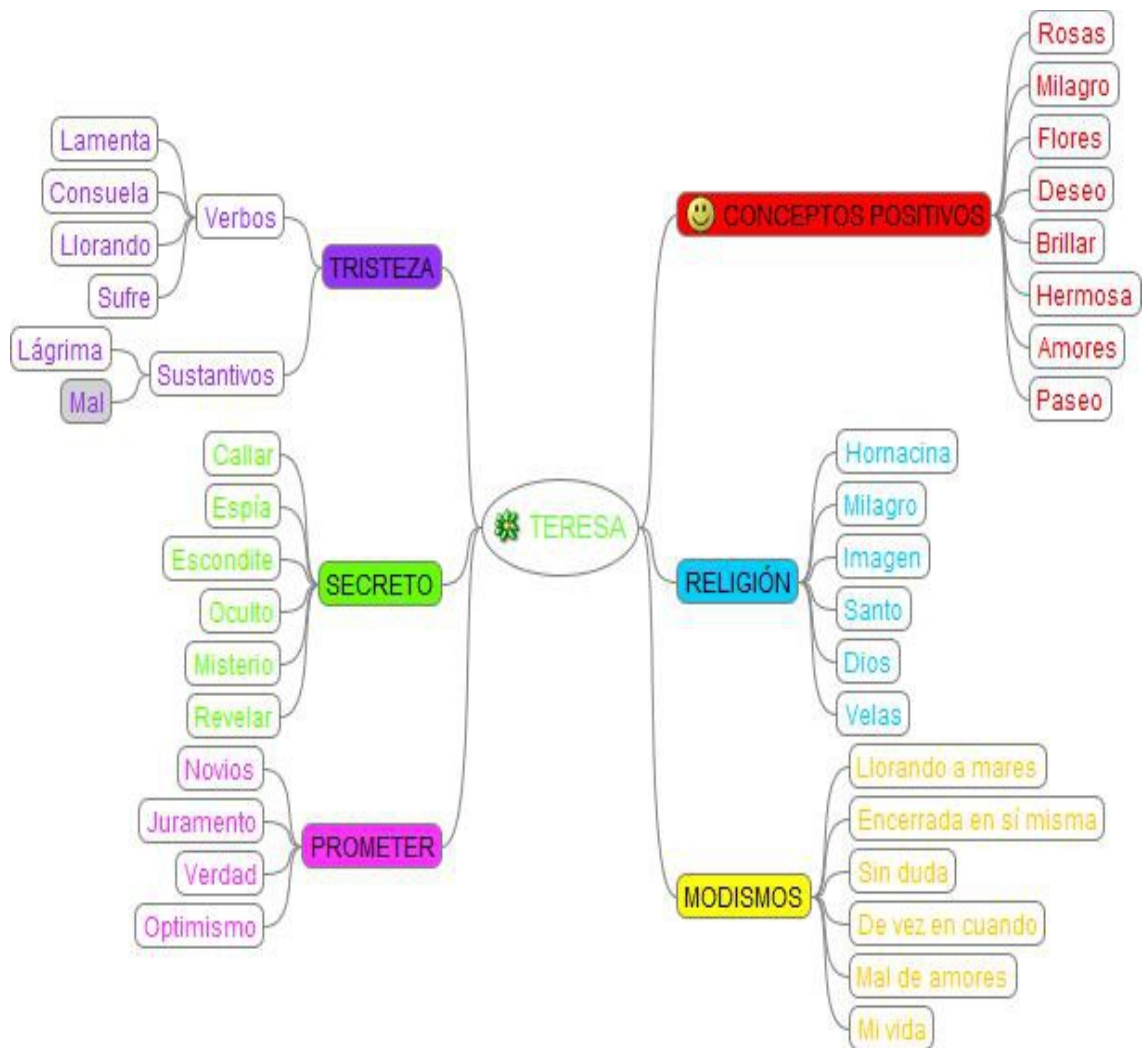 TERESA
TRISTEZA
Verbos
Lamenta
Consuela
Llorando
Sufre
Sustantivos
Lágrima
Mal
SECRETO
Callar
Espía
Escondite
Oculto
Misterio
Revelar
PROMETER
Novios
Juramento
Verdad
Optimismo
CONCEPTOS POSITIVOS
Rosas
Milagro
Flores
Deseo
Brillar
Hermosa
Amores
Paseo
RELIGIÓN
Hornacina
Milagro
Imagen
Santo
Dios
Velas
MODISMOS
Llorando a mares
Encerrada en sí misma
Sin duda
De vez en cuando
Mal de amores
Mi vida